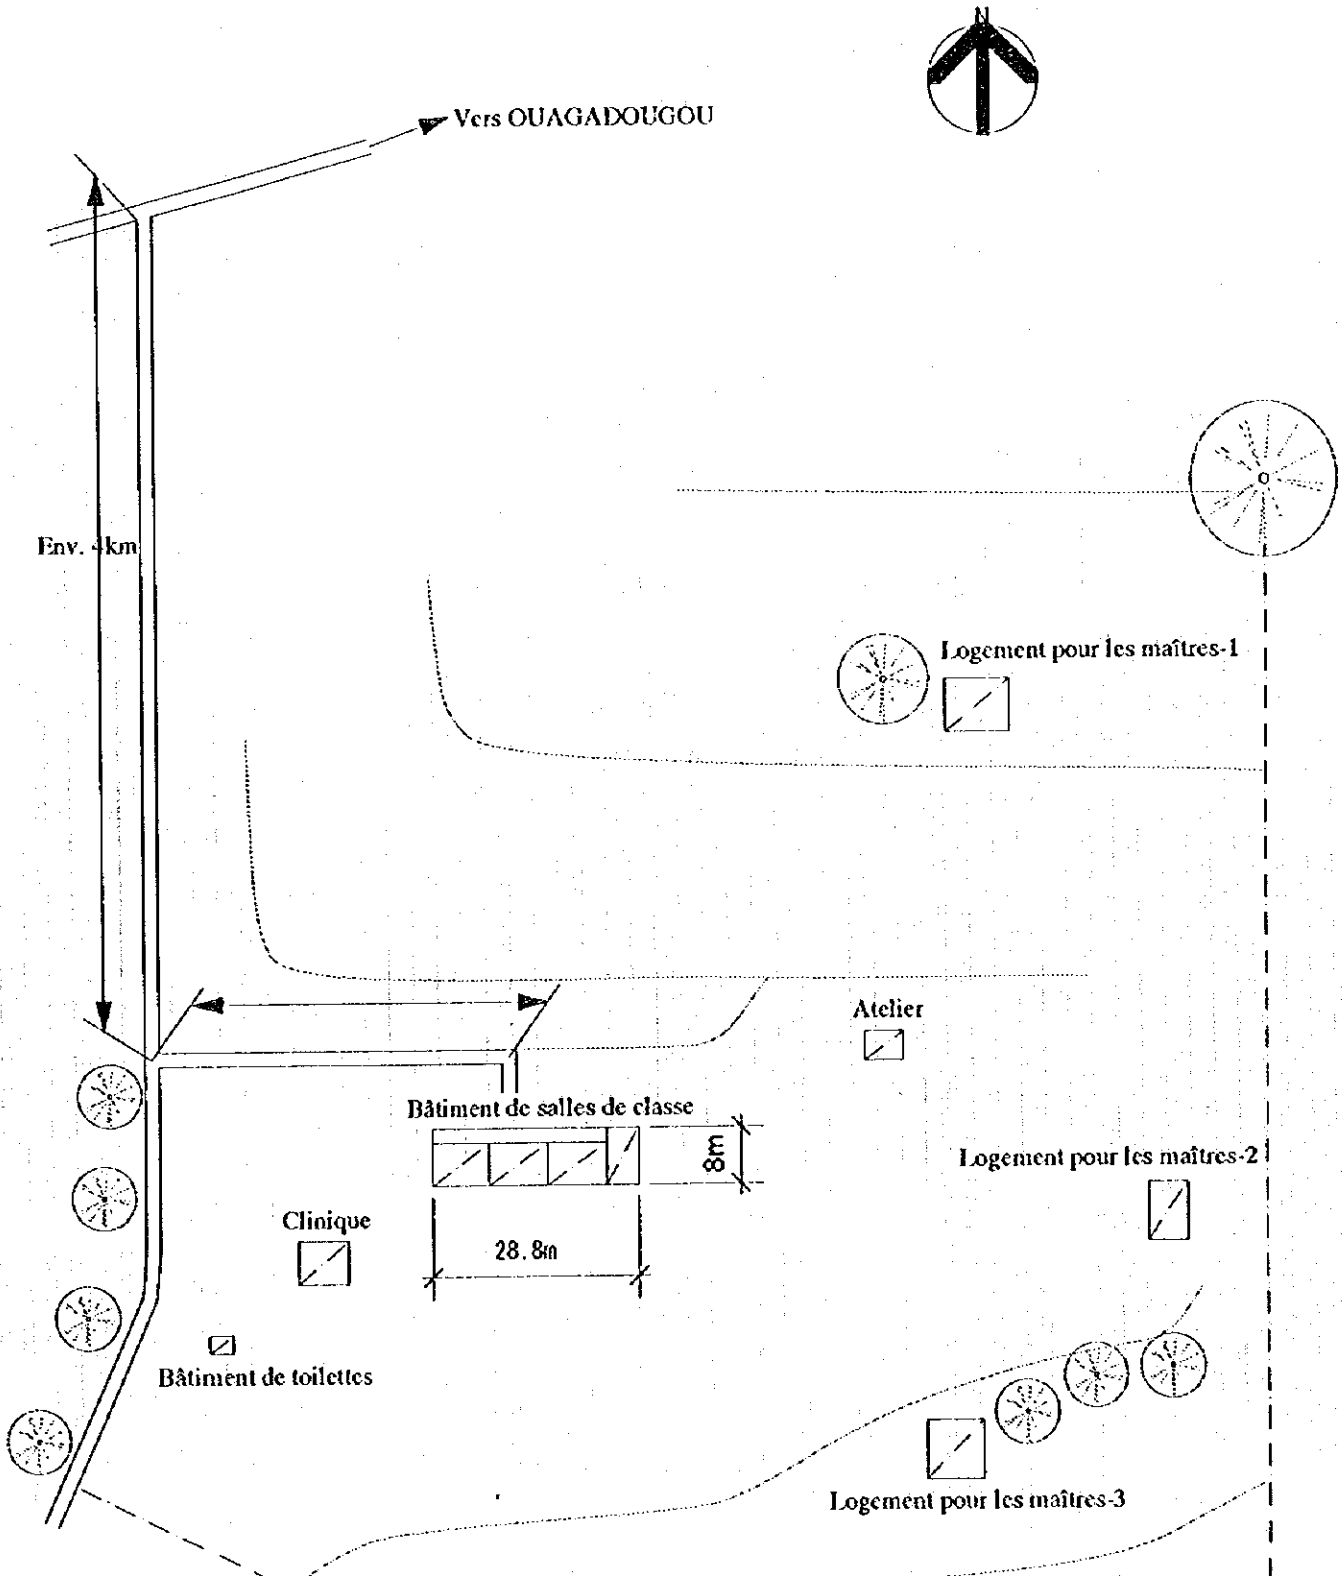 N
Vers OUAGADOUGOU
Env. 4km
Logement pour les maîtres-1
Atelier
Bâtiment de salles de classe
8m
Logement pour les maîtres-2
Clinique
28.8m
Bâtiment de toilettes
Logement pour les maîtres-3